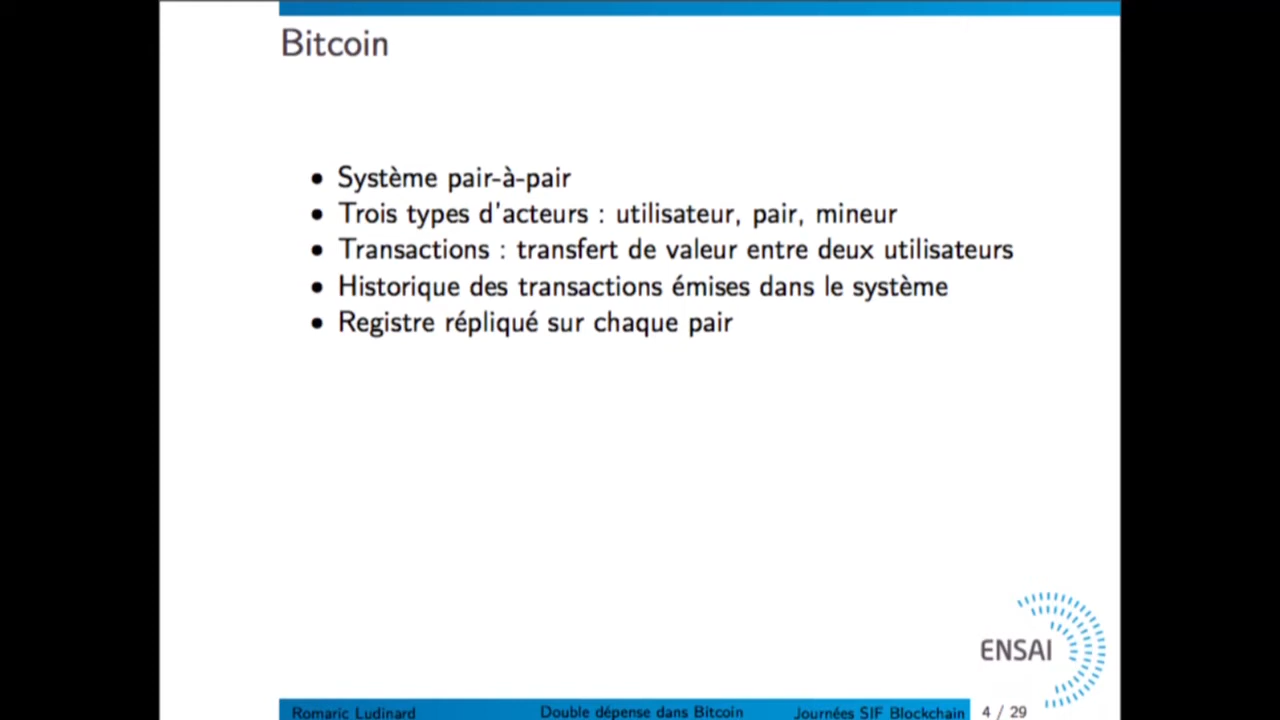 Bitcoin
• Système pair-à-pair
• Trois types d'acteurs : utilisateur, pair, mineur
• Transactions : transfert de valeur entre deux utilisateurs
• Historique des transactions émises dans le système
• Registre répliqué sur chaque pair
ENSAI
Romaric Ludinard Double dépense dans Bitcoin Journées SIF Blockchain 4 / 29